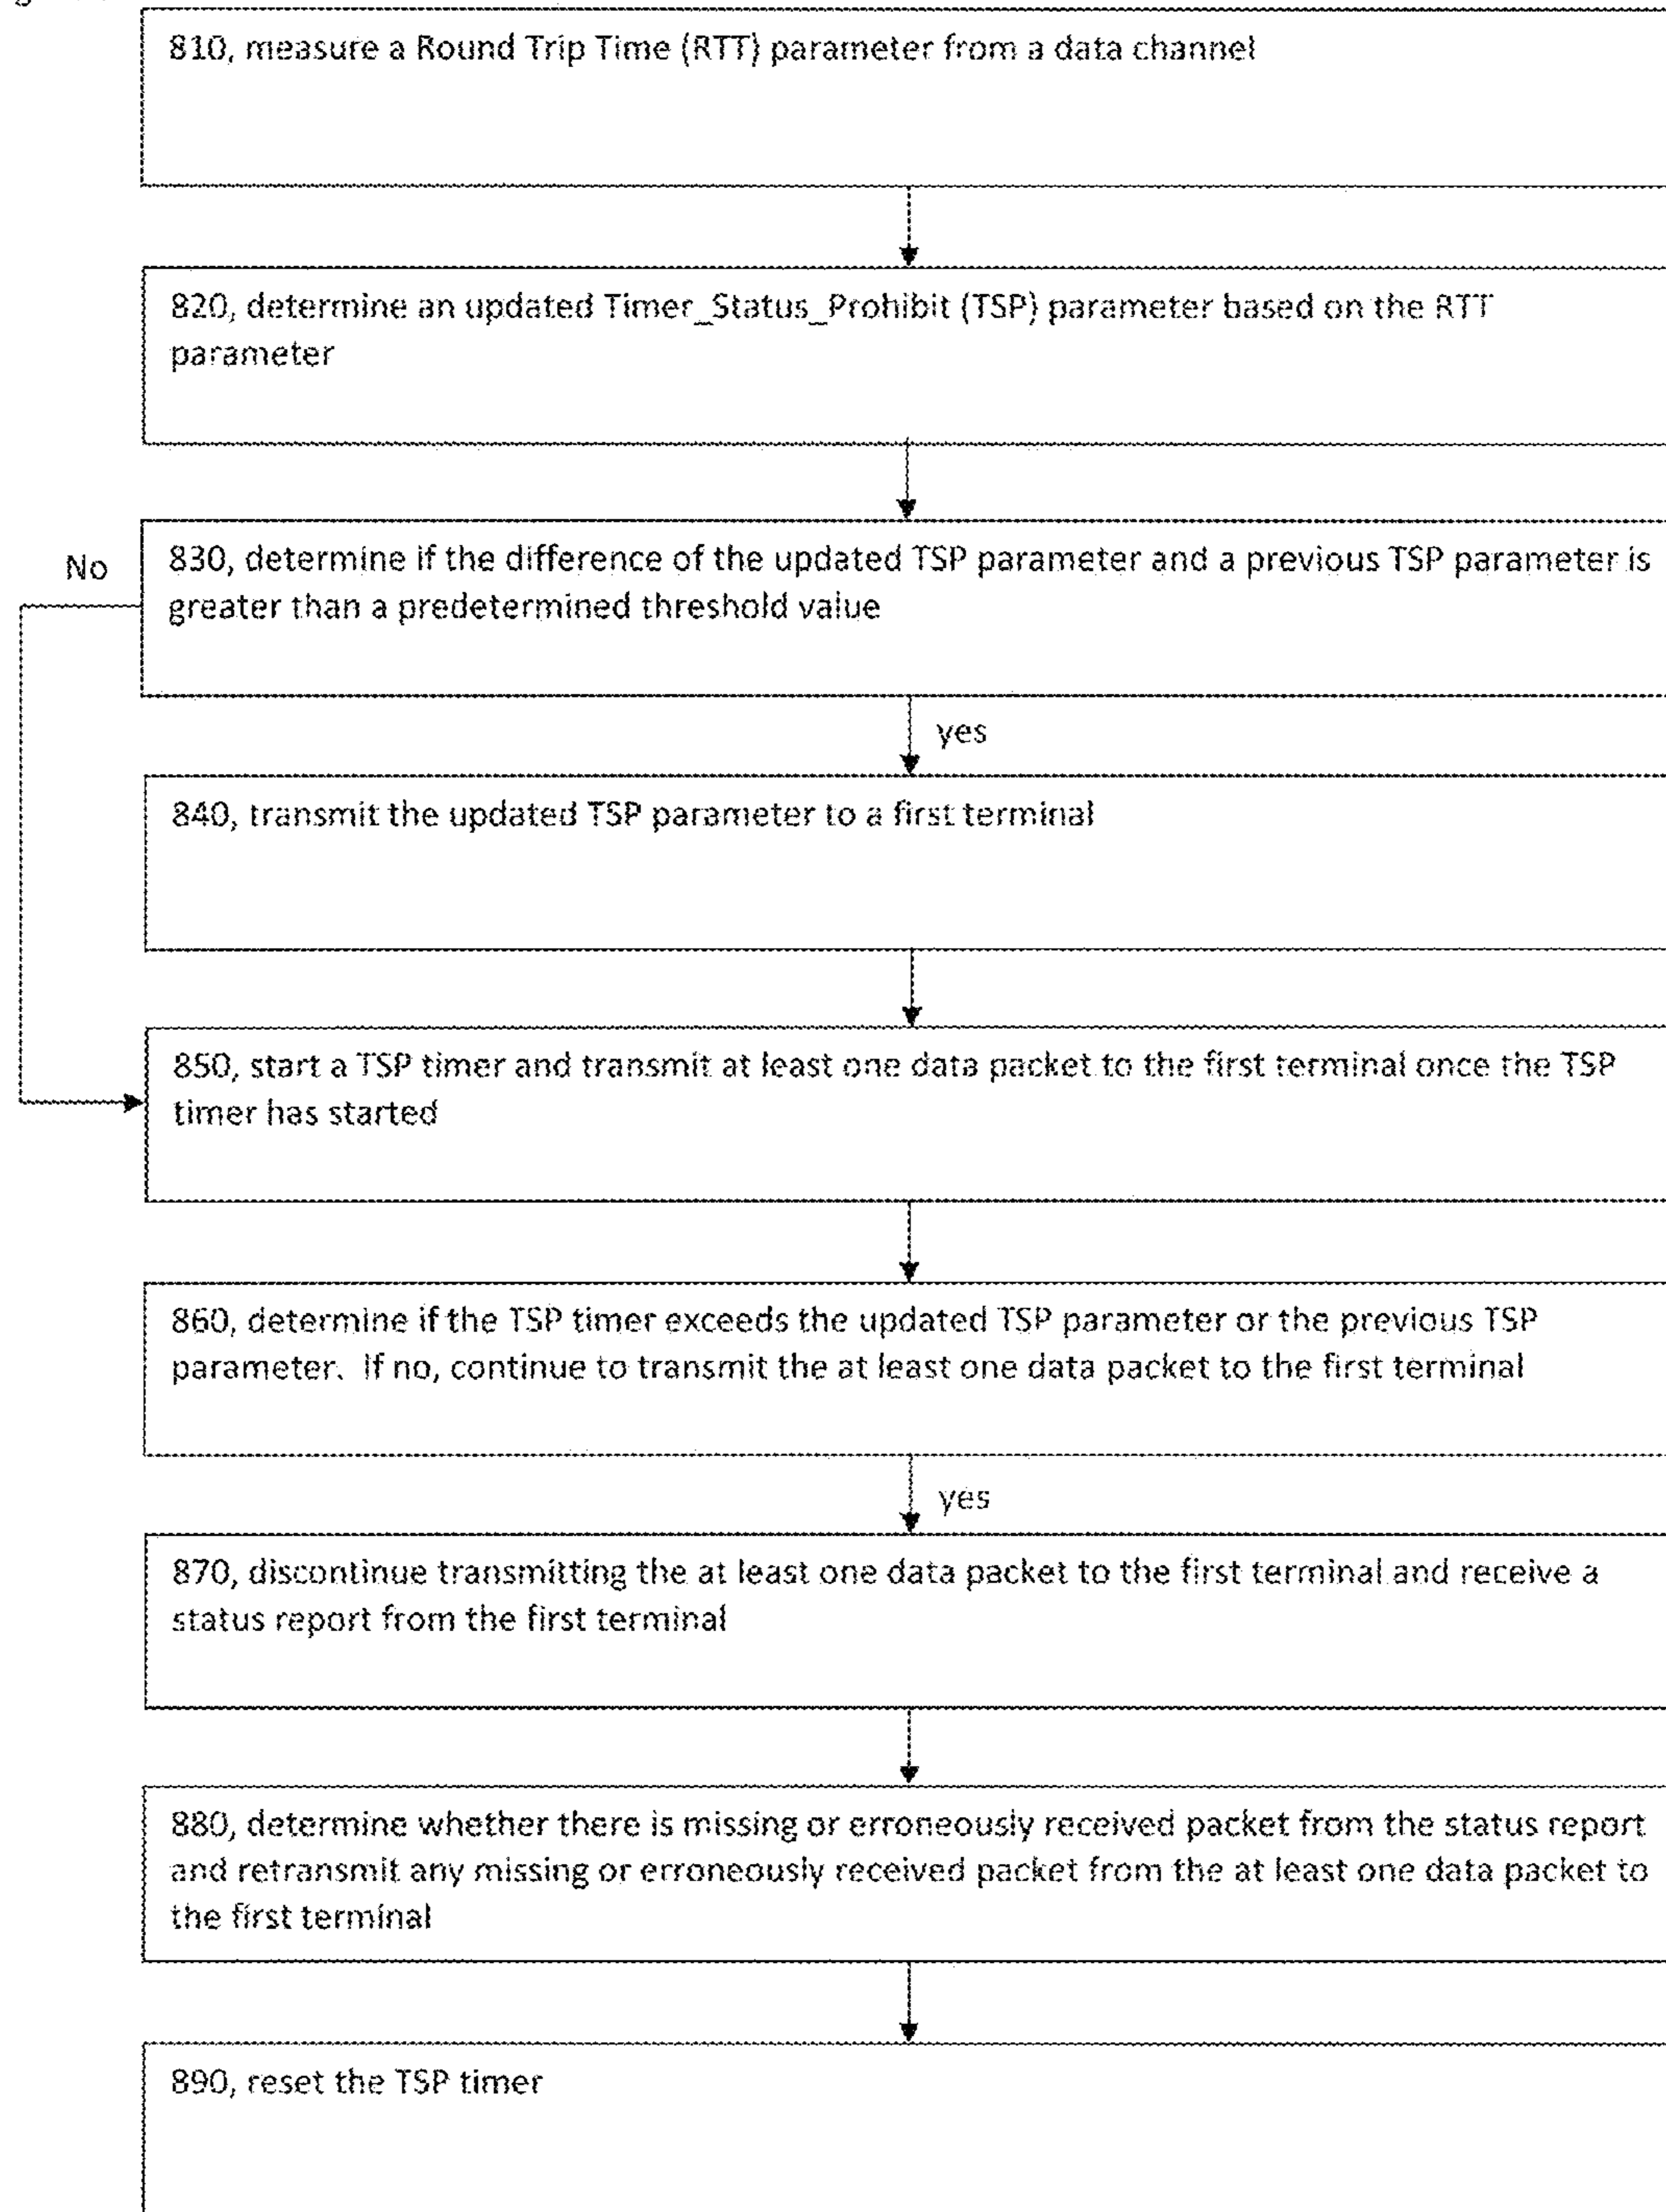 810, measure a Round Trip Time (RTT) parameter from a data channel
820, determine an updated Timer_Status_Prohibit (TSP) parameter based on the RTT
parameter
No
830, determine if the difference of the updated TSP parameter and a previous TSP parameter is
greater than a predetermined threshold value
yes
840, transmit the updated TSP parameter to a first terminal
850, start a TSP timer and transmit at least one data packet to the first terminal once the TSP
timer has started
860, determine if the TSP timer exceeds the updated TSP parameter or the previous TSP
parameter. If no, continue to transmit the at least one data packet to the first terminal
yes
870, discontinue transmitting the at least one data packet to the first terminal and receive a
status report from the first terminal
880, determine whether there is missing or erroneously received packet from the status report
and retransmit any missing or erroneously received packet from the at least one data packet to
the first terminal
890, reset the TSP timer